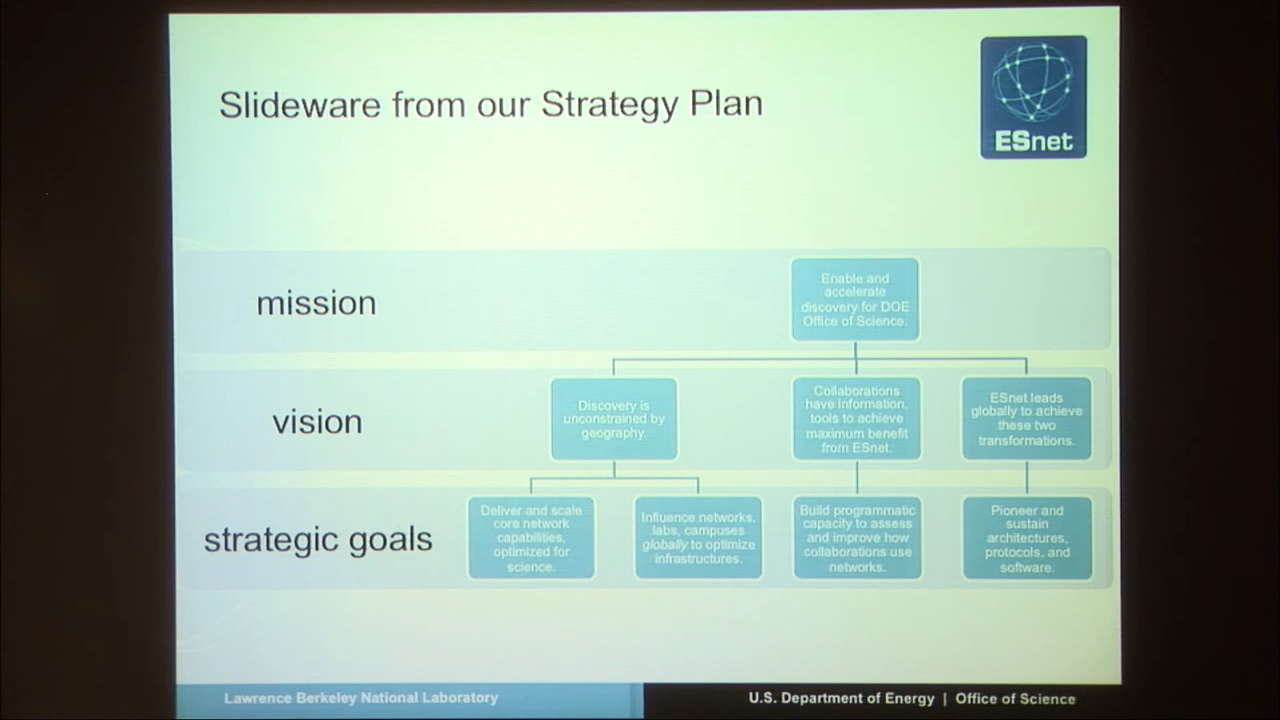 Slideware from our Strategy Plan
ESnet
mission
Enable and
accelerate
discovery for DOE
Office of Science.
vision
Discovery is
unconstrained by
geography.
Collaborations
have information,
tools to achieve
maximum benefit
from ESnet.
ESnet leads
globally to achieve
these two
transformations.
strategic goals
Deliver and scale
core network
capabilities,
optimized for
science.
Influence networks,
labs, campuses
globally to optimize
infrastructures.
Build programmatic
capacity to assess
and improve how
collaborations use
networks.
Pioneer and
sustain
architectures,
protocols, and
software.
Lawrence Berkeley National Laboratory
U.S. Department of Energy | Office of Science